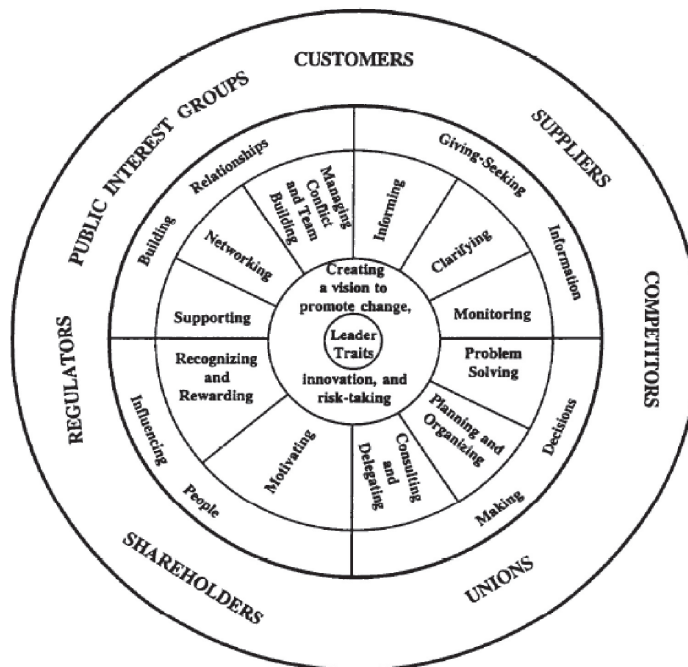 CUSTOMERS
SUPPLIERS
COMPETITORS
UNIONS
SHAREHOLDERS
REGULATORS
PUBLIC INTEREST GROUPS
Building Relationships
Giving-Seeking Information
Making Decisions
Influencing People
Managing
Conflict
and Team
Building
Informing
Clarifying
Monitoring
Problem
Solving
Planning and
Organizing
Consulting
and
Delegating
Motivating
Recognizing
and
Rewarding
Supporting
Networking
Creating
a vision to
promote change,
Leader
Traits
innovation, and
risk-taking